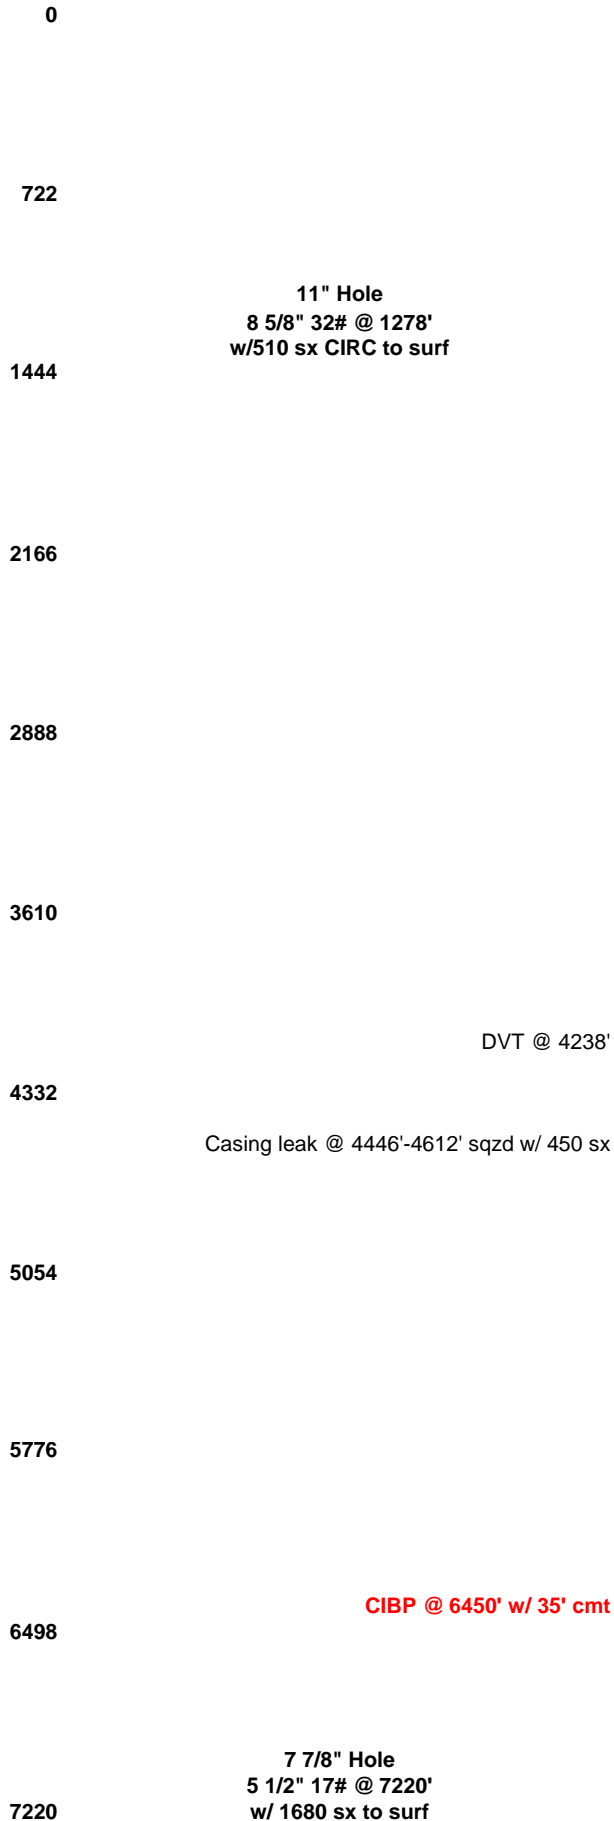 0
722
11" Hole
8 5/8" 32# @ 1278'
w/510 sx CIRC to surf
1444
2166
2888
3610
DVT @ 4238'
4332
Casing leak @ 4446'-4612' sqzd w/ 450 sx
5054
5776
CIBP @ 6450' w/ 35' cmt
6498
7 7/8" Hole
5 1/2" 17# @ 7220'
7220 w/ 1680 sx to surf